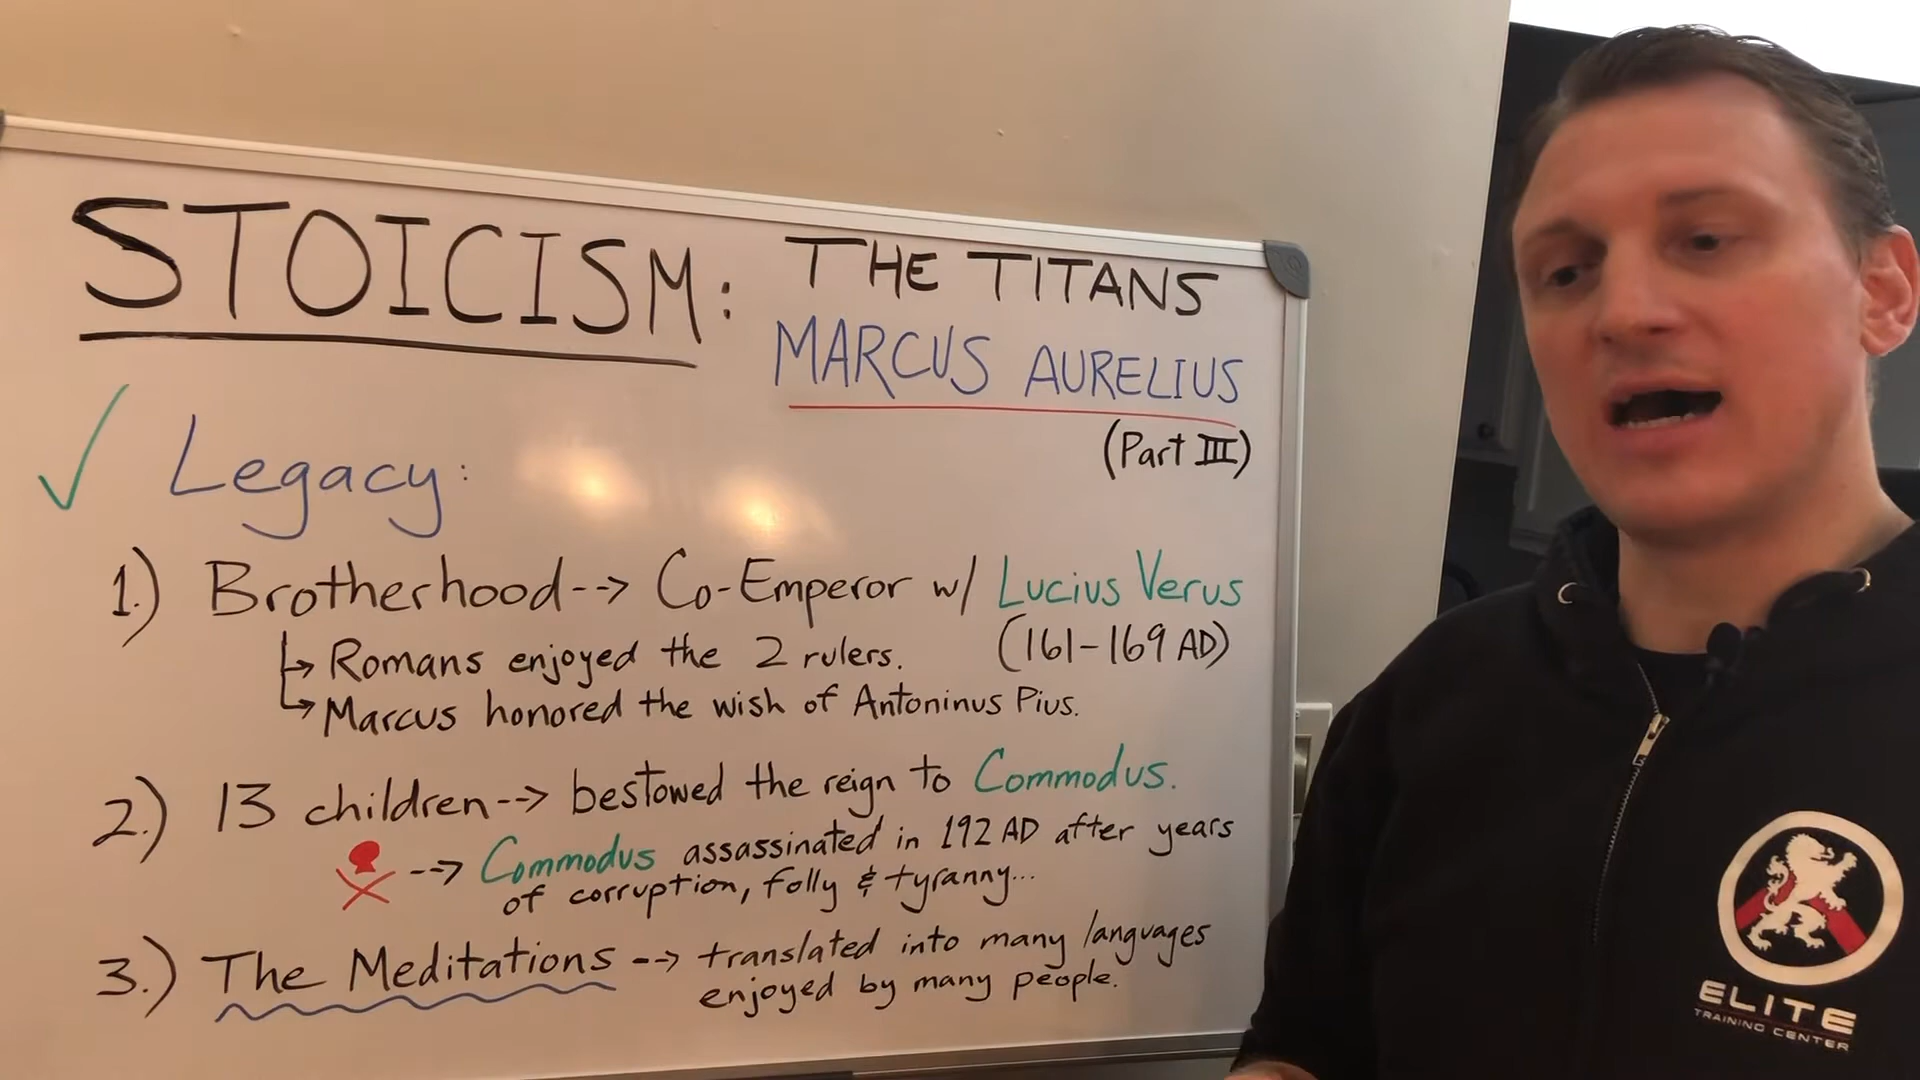 STOICISM: THE TITANS
MARCUS AURELIUS
(Part III)
✓ Legacy:
1.) Brotherhood --> Co-Emperor w/ Lucius Verus
(161-169 AD)
↳ Romans enjoyed the 2 rulers.
↳ Marcus honored the wish of Antoninus Pius.
2.) 13 children --> bestowed the reign to Commodus.
--> Commodus assassinated in 192 AD after years
of corruption, folly & tyranny...
3.) The Meditations --> translated into many languages
enjoyed by many people.
ELITE
TRAINING CENTER